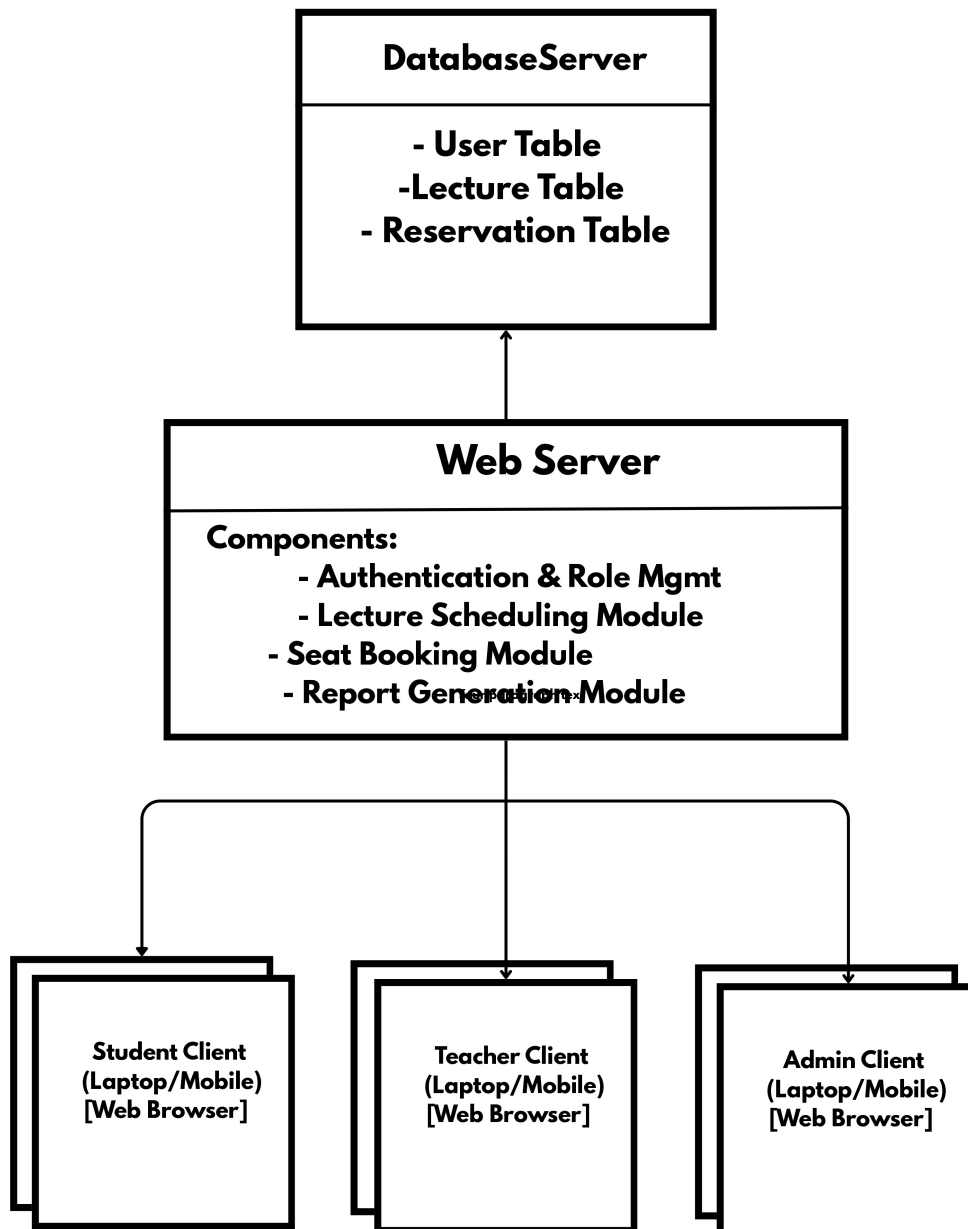 DatabaseServer
- User Table
-Lecture Table
- Reservation Table
Web Server
Components:
- Authentication & Role Mgmt
- Lecture Scheduling Module
- Seat Booking Module
- Report Generation Module
Student Client
(Laptop/Mobile)
[Web Browser]
Teacher Client
(Laptop/Mobile)
[Web Browser]
Admin Client
(Laptop/Mobile)
[Web Browser]